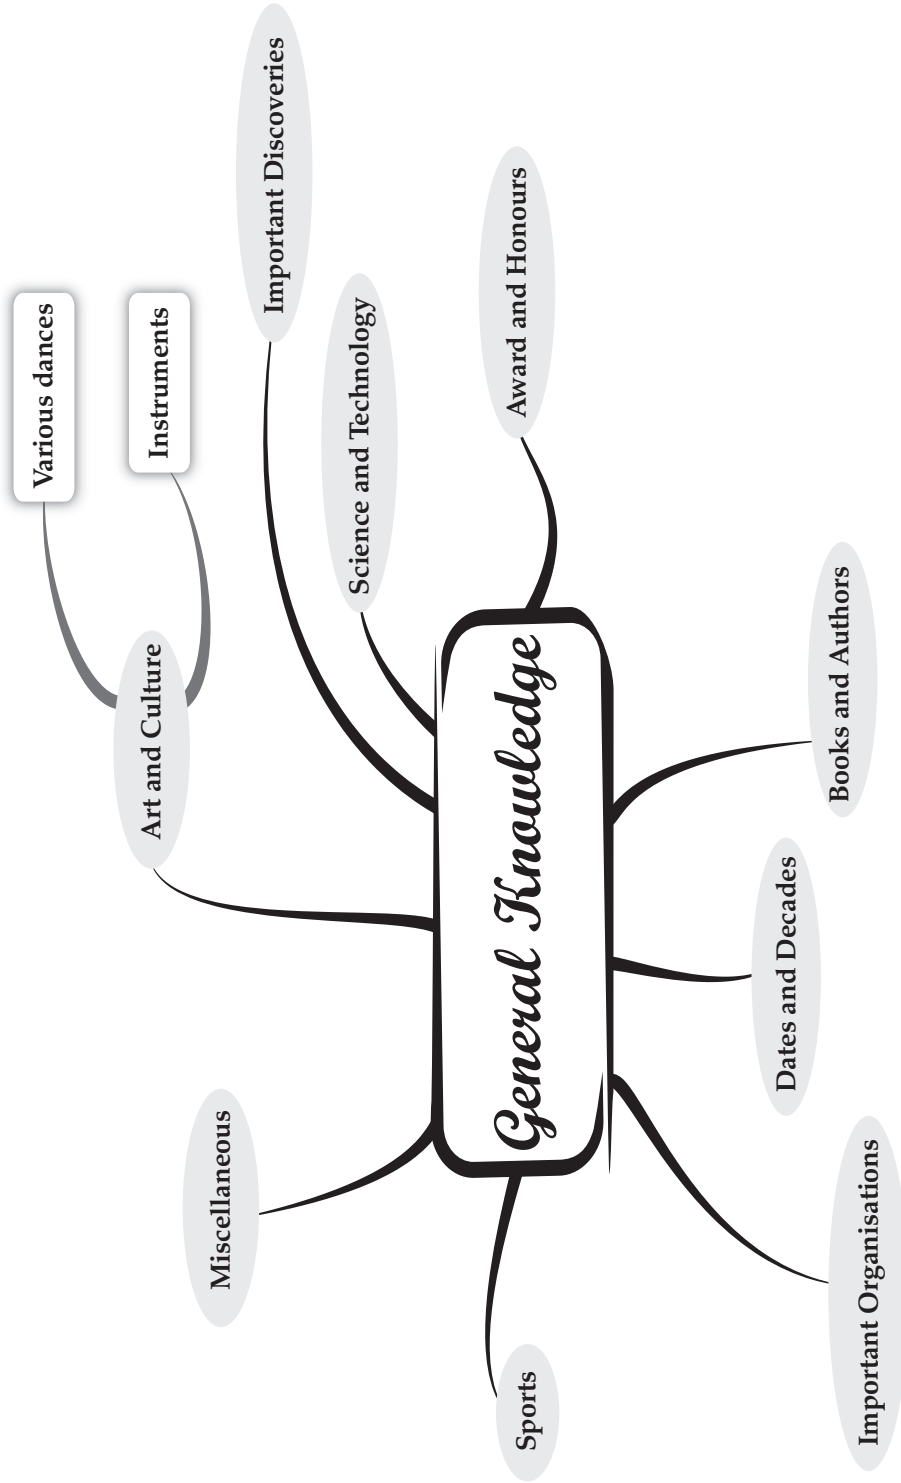 Various dances
Instruments
Art and Culture
Important Discoveries
Science and Technology
Award and Honours
General Knowledge
Miscellaneous
Sports
Important Organisations
Dates and Decades
Books and Authors